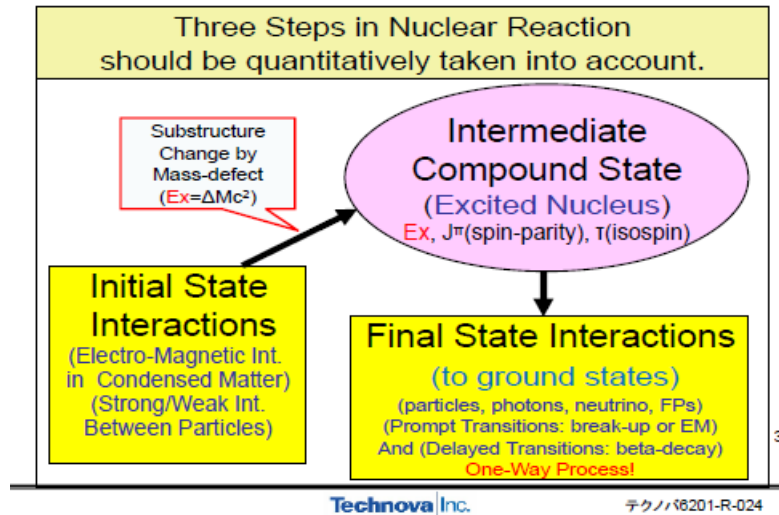 Three Steps in Nuclear Reaction
should be quantitatively taken into account.
Substructure
Change by
Mass-defect
(Ex=ΔMc²)
Intermediate
Compound State
(Excited Nucleus)
Ex, Jπ(spin-parity), τ(isospin)
Initial State
Interactions
(Electro-Magnetic Int.
in Condensed Matter)
(Strong/Weak Int.
Between Particles)
Final State Interactions
(to ground states)
(particles, photons, neutrino, FPs)
(Prompt Transitions: break-up or EM)
And (Delayed Transitions: beta-decay)
One-Way Process!
3
Technova Inc.
テクノバ6201-R-024